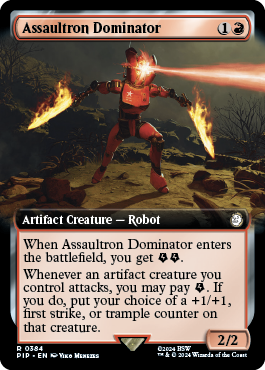 Assaultron Dominator 1
Artifact Creature — Robot
When Assaultron Dominator enters
the battlefield, you get
Whenever an artifact creature you
control attacks, you may pay . If
you do, put your choice of a +1/+1,
first strike, or trample counter on
that creature.
2/2
R 0384
PIP • EN Yiko Menezes
©2024 BSW
™ & © 2024 Wizards of the Coast